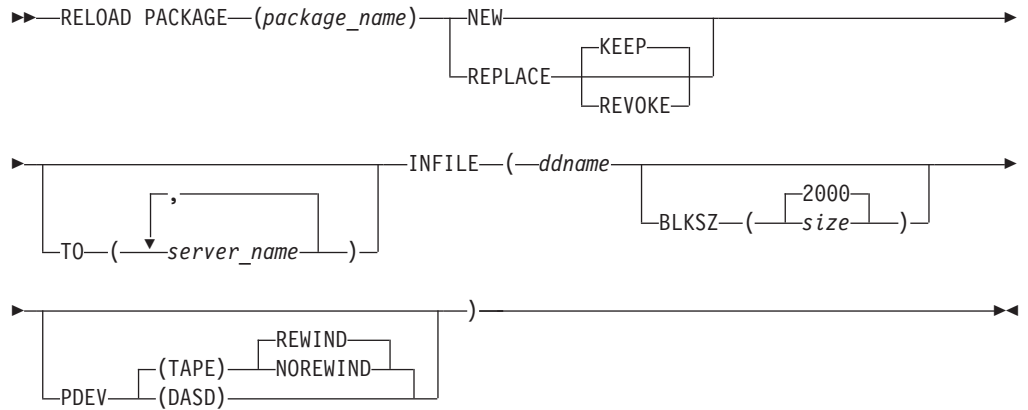 RELOAD PACKAGE (package_name) NEW
KEEP
REPLACE
REVOKE
INFILE ( ddname
, 2000
TO ( server_name ) BLKSZ ( size )
)
REWIND
(TAPE) NOREWIND
PDEV (DASD)